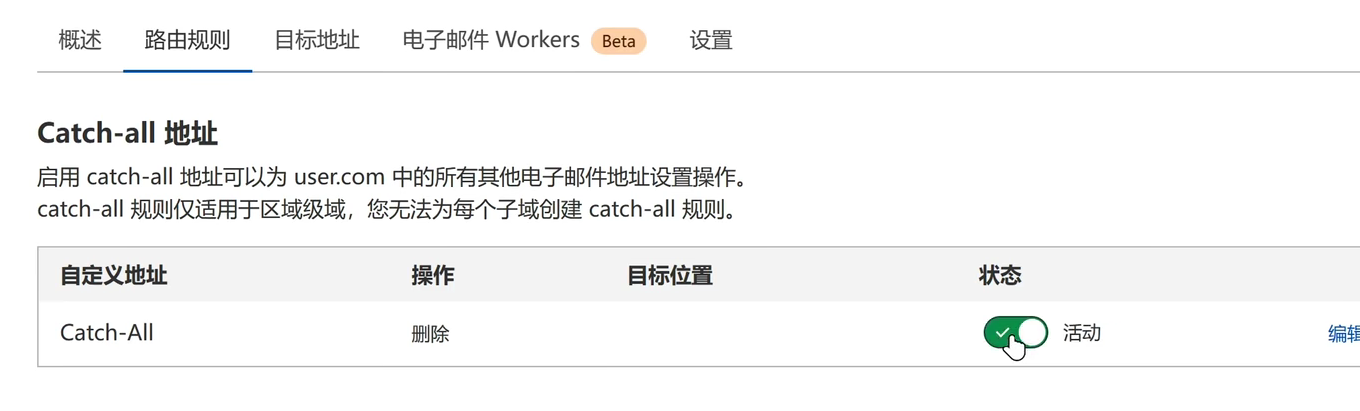 概述 路由规则 目标地址 电子邮件 Workers Beta 设置
Catch-all 地址
启用 catch-all 地址可以为 user.com 中的所有其他电子邮件地址设置操作。
catch-all 规则仅适用于区域级域，您无法为每个子域创建 catch-all 规则。
自定义地址 操作 目标位置 状态
Catch-All 删除 活动 编辑